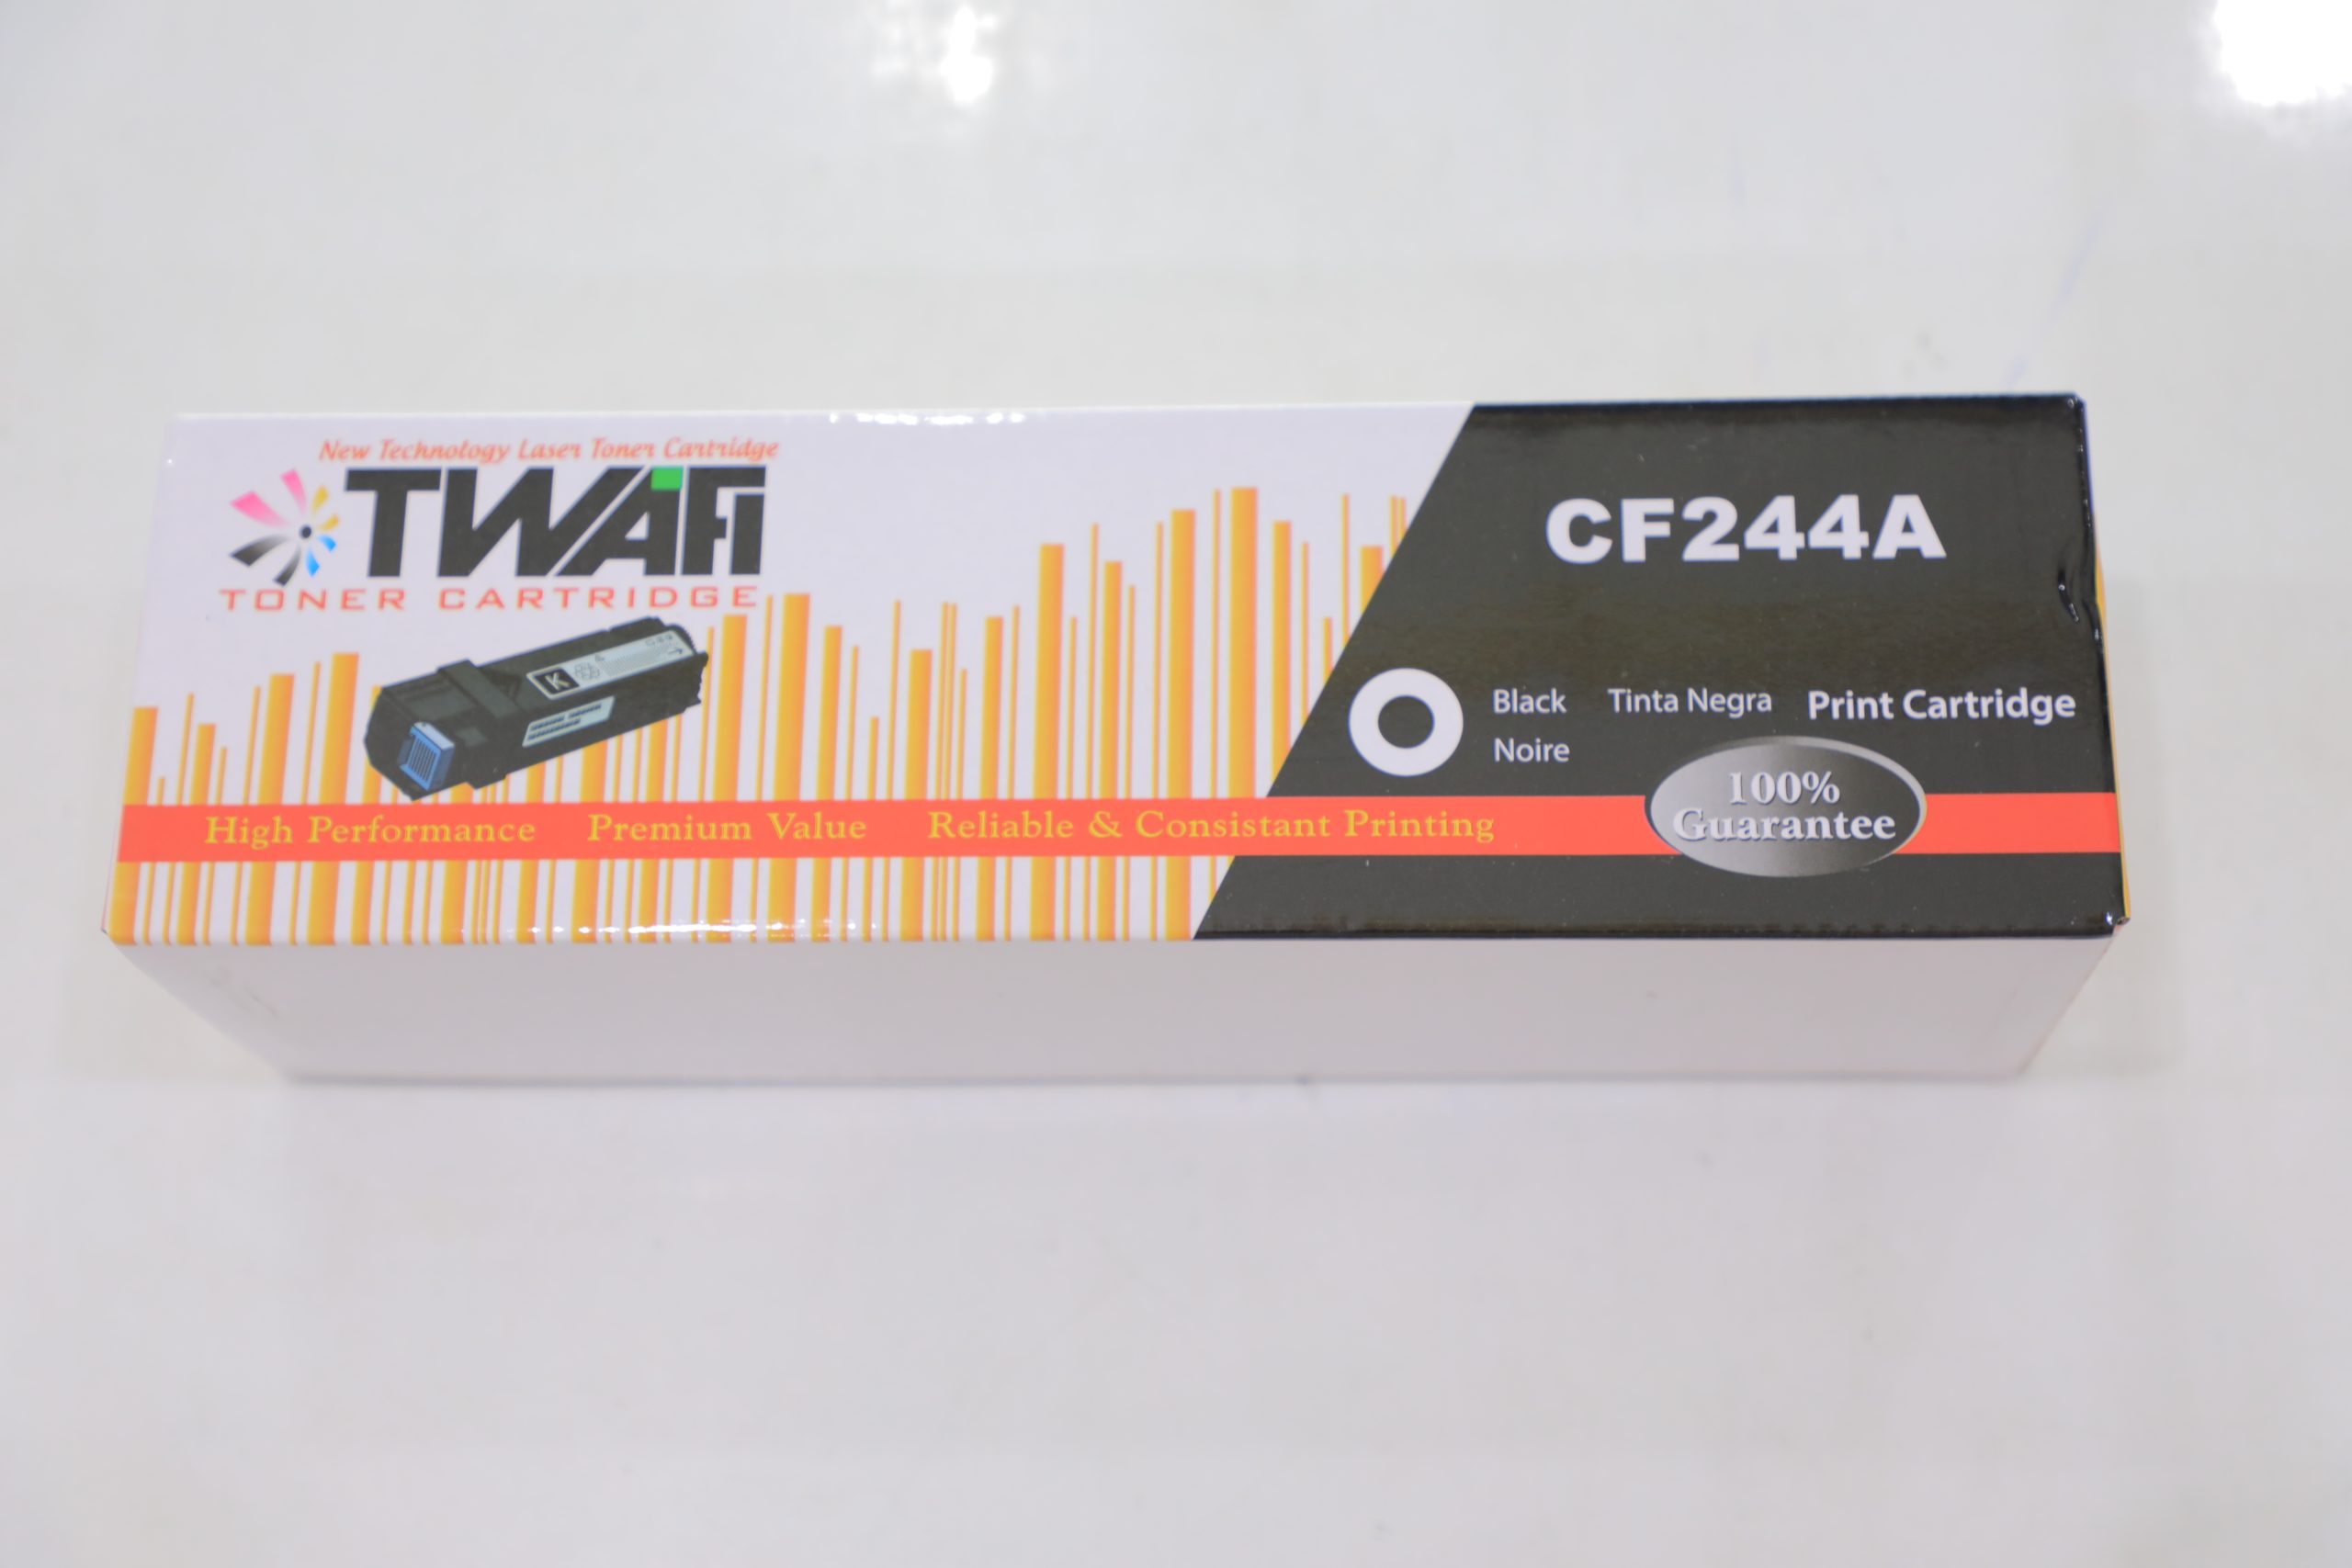 New Technology Laser Toner Cartridge
TWAFi
TONER CARTRIDGE
K
CF244A
Black Tinta Negra Print Cartridge
Noire
100%
Guarantee
High Performance Premium Value Reliable & Consistant Printing